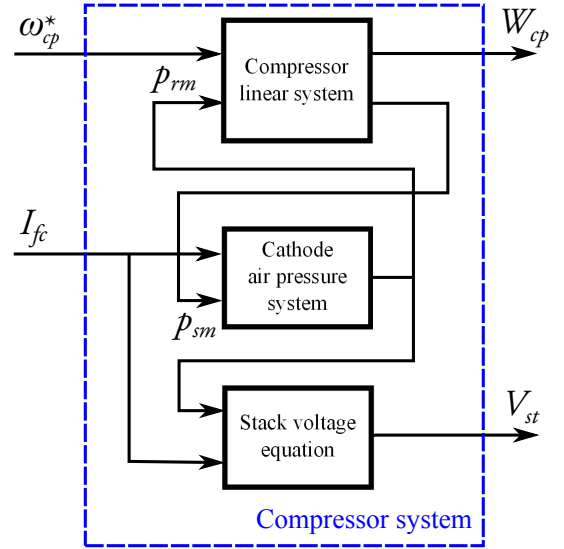 ω*cp
Wcp
Compressor
linear system
prm
Ifc
Cathode
air pressure
system
psm
Stack voltage
equation
Vst
Compressor system